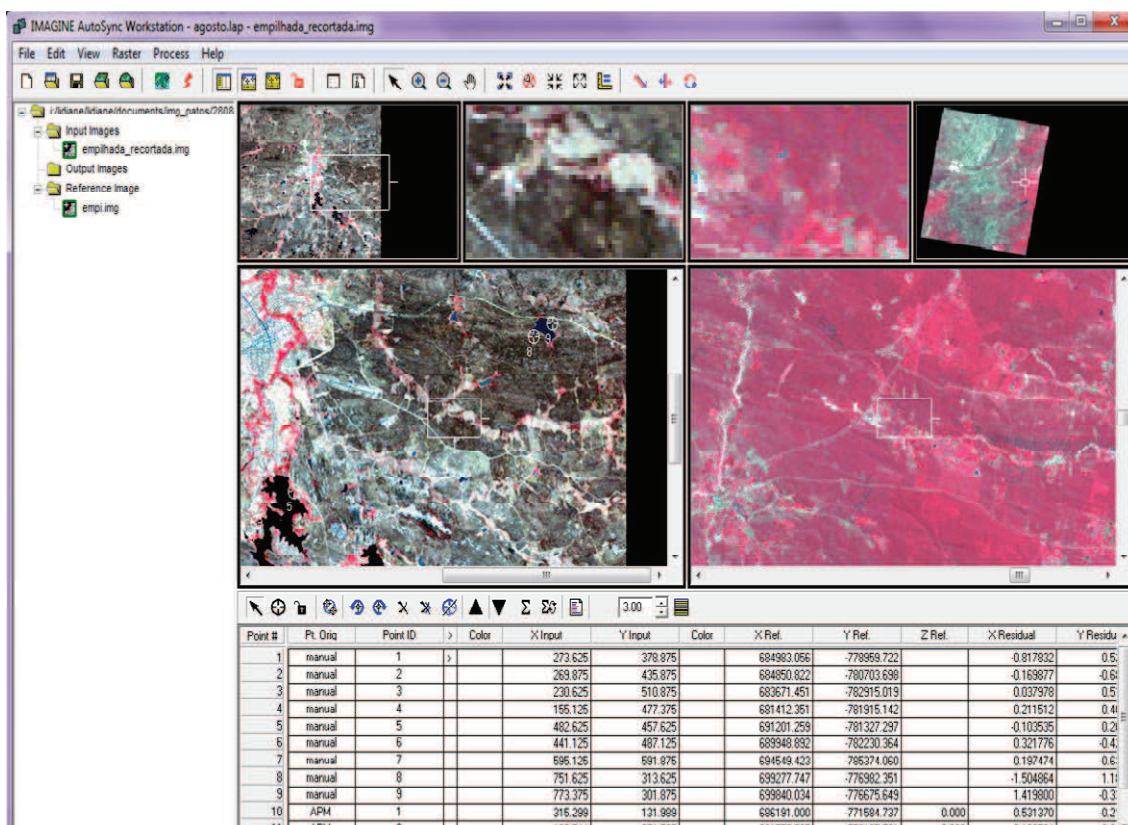 IMAGINE AutoSync Workstation - agosto.lap - empilhada_recortada.img
File Edit View Raster Process Help
Input Images
empilhada_recortada.img
Output Images
Reference Image
empi.img
8 9
5
3.00
Point # Pt. Orig Point ID > Color X Input Y Input Color X Ref. Y Ref. Z Ref. X Residual Y Residu
1 manual 1 > 273.625 378.875 684983.056 -778959.722 -0.817832
2 manual 2 269.875 435.875 684850.822 -780703.698 -0.169877
3 manual 3 230.625 510.875 683671.451 -782915.019 0.037978
4 manual 4 155.125 477.375 681412.351 -781915.142 0.211512
5 manual 5 482.625 457.625 691201.259 -781327.297 -0.103535
6 manual 6 441.125 487.125 689948.892 -782230.364 0.321776
7 manual 7 595.125 591.875 694549.423 -785374.060 0.197474
8 manual 8 751.625 313.625 699277.747 -776982.351 -1.504864
9 manual 9 773.375 301.875 699840.034 -776675.649 1.419800
10 APM 1 315.299 131.999 686191.000 -771584.737 0.000 0.531370